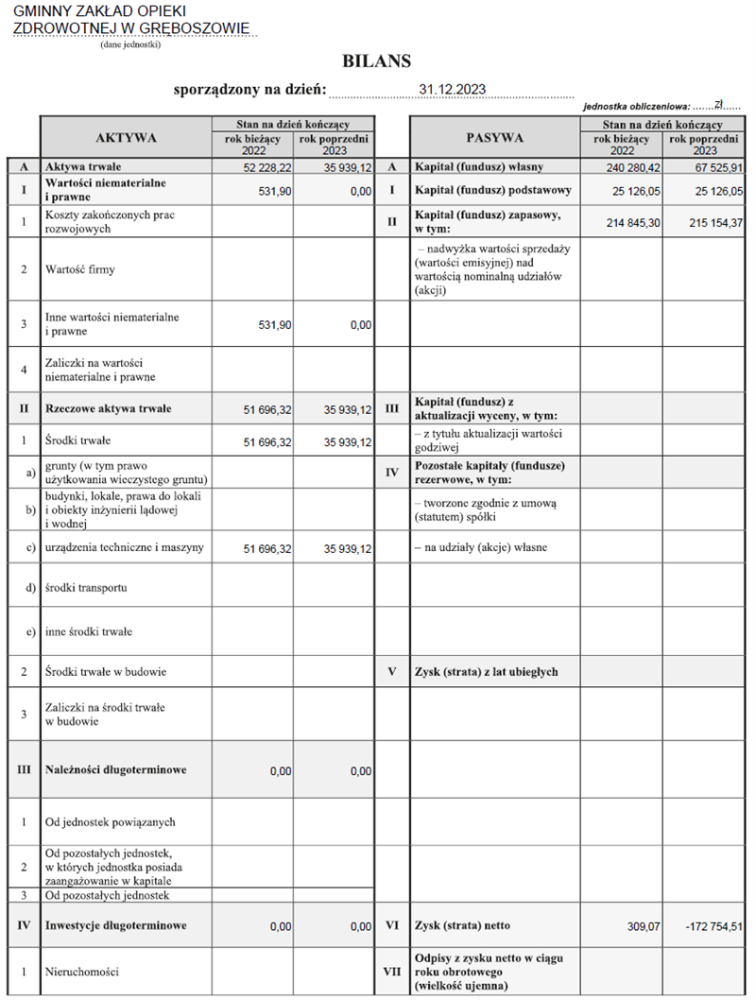 GMINNY ZAKŁAD OPIEKI
ZDROWOTNEJ W GRĘBOSZOWIE
(dane jednostki)
BILANS
sporządzony na dzień: 31.12.2023
jednostka obliczeniowa: ....... zł ......
AKTYWA Stan na dzień kończący PASYWA Stan na dzień kończący
rok bieżący rok poprzedni rok bieżący rok poprzedni
2022 2023 2022 2023
A Aktywa trwałe 52 228,22 35 939,12 A Kapitał (fundusz) własny 240 280,42 67 525,91
I Wartości niematerialne
i prawne 531,90 0,00 I Kapitał (fundusz) podstawowy 25 126,05 25 126,05
1 Koszty zakończonych prac
rozwojowych II Kapitał (fundusz) zapasowy,
w tym: 214 845,30 215 154,37
2 Wartość firmy – nadwyżka wartości sprzedaży
(wartości emisyjnej) nad
wartością nominalną udziałów
(akcji)
3 Inne wartości niematerialne
i prawne 531,90 0,00
4 Zaliczki na wartości
niematerialne i prawne
II Rzeczowe aktywa trwałe 51 696,32 35 939,12 III Kapitał (fundusz) z
aktualizacji wyceny, w tym:
1 Środki trwałe 51 696,32 35 939,12 – z tytułu aktualizacji wartości
godziwej
a) grunty (w tym prawo
użytkowania wieczystego gruntu) IV Pozostałe kapitały (fundusze)
rezerwowe, w tym:
b) budynki, lokale, prawa do lokali
i obiekty inżynierii lądowej
i wodnej – tworzone zgodnie z umową
(statutem) spółki
c) urządzenia techniczne i maszyny 51 696,32 35 939,12 – na udziały (akcje) własne
d) środki transportu
e) inne środki trwałe
2 Środki trwałe w budowie V Zysk (strata) z lat ubiegłych
3 Zaliczki na środki trwałe
w budowie
III Należności długoterminowe 0,00 0,00
1 Od jednostek powiązanych
2 Od pozostałych jednostek,
w których jednostka posiada
zaangażowanie w kapitale
3 Od pozostałych jednostek
IV Inwestycje długoterminowe 0,00 0,00 VI Zysk (strata) netto 309,07 -172 754,51
1 Nieruchomości VII Odpisy z zysku netto w ciągu
roku obrotowego
(wielkość ujemna)